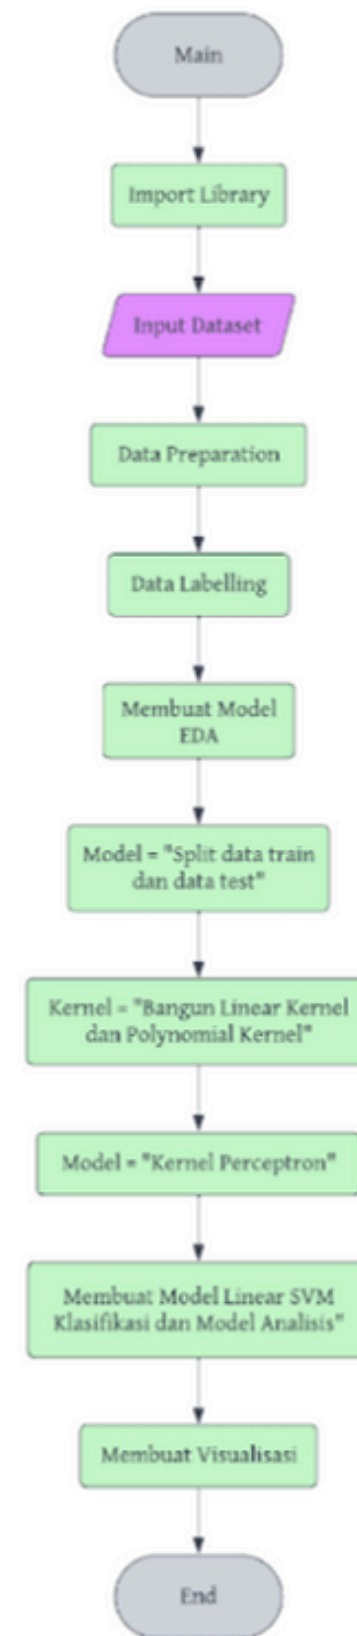 Main
Import Library
Input Dataset
Data Preparation
Data Labelling
Membuat Model
EDA
Model = "Split data train
dan data test"
Kernel = "Bangun Linear Kernel
dan Polynomial Kernel"
Model = "Kernel Perceptron"
Membuat Model Linear SVM
Klasifikasi dan Model Analisis"
Membuat Visualisasi
End